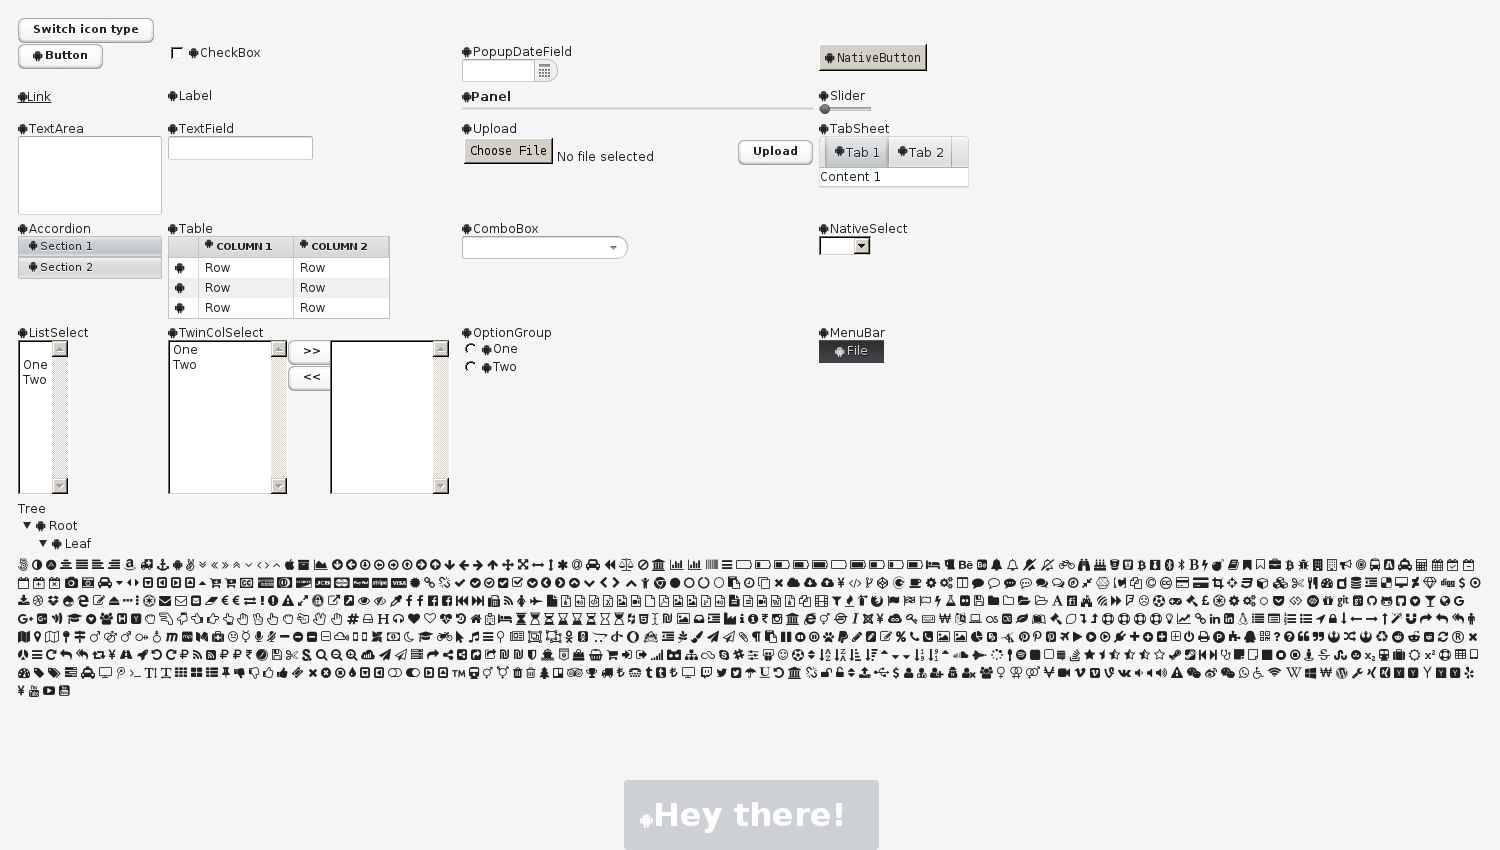 Switch icon type
Button
CheckBox
PopupDateField
NativeButton
Link
Label
Panel
Slider
TextArea
TextField
Upload
TabSheet
Choose File
No file selected
Upload
Tab 1
Tab 2
Content 1
Accordion
Table
ComboBox
NativeSelect
Section 1
Section 2
COLUMN 1 COLUMN 2
Row Row
Row Row
Row Row
ListSelect
TwinColSelect
OptionGroup
MenuBar
One
Two
One
Two
>>
<<
One
Two
File
Tree
Root
Leaf
Hey there!